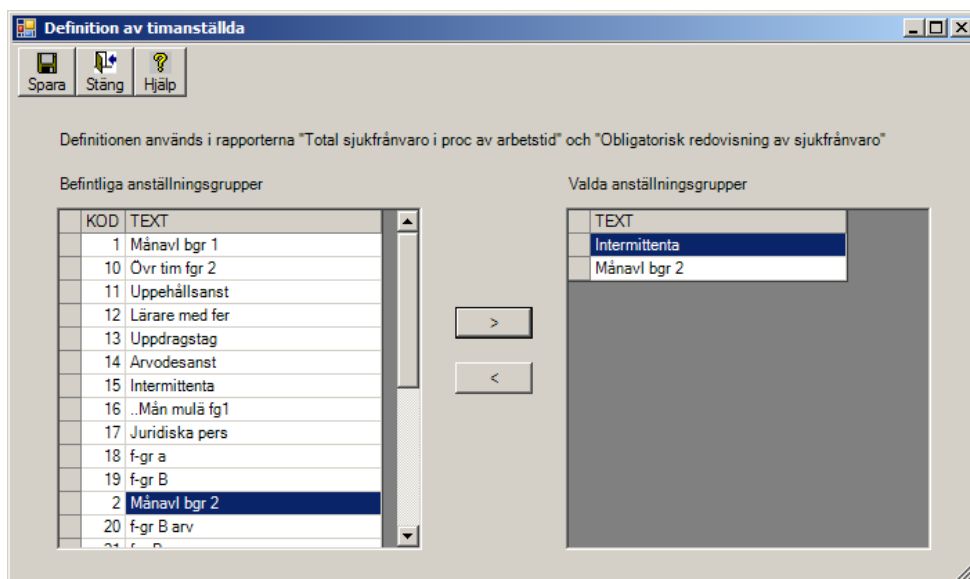 Definition av timanställda
Spara Stäng Hjälp
Definitionen används i rapporterna "Total sjukfrånvaro i proc av arbetstid" och "Obligatorisk redovisning av sjukfrånvaro"
Befintliga anställningsgrupper
KOD TEXT
1 Månavl bgr 1
10 Övr tim fgr 2
11 Uppehållsanst
12 Lärare med fer
13 Uppdragstag
14 Arvodesanst
15 Intermittenta
16 ..Mån mulä fg1
17 Juridiska pers
18 f-gr a
19 f-gr B
2 Månavl bgr 2
20 f-gr B arv
>
<
Valda anställningsgrupper
TEXT
Intermittenta
Månavl bgr 2